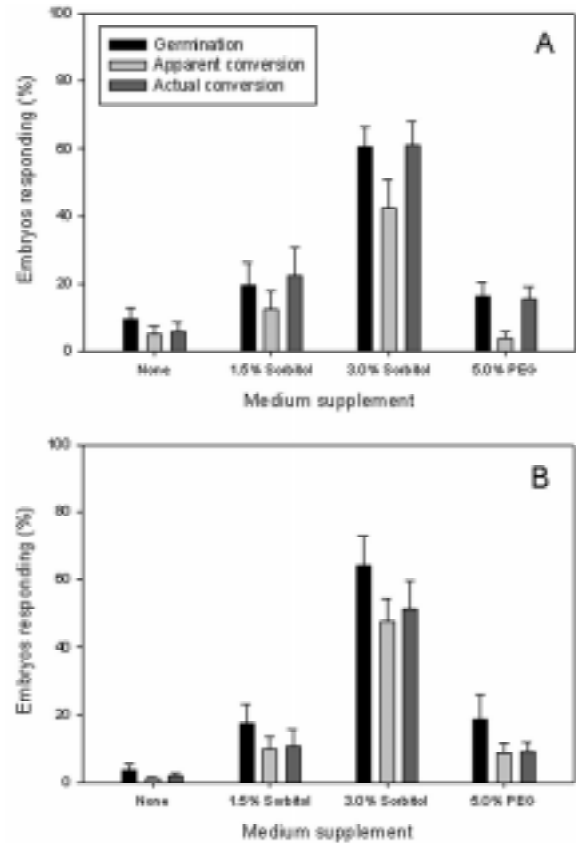 A
Germination
Apparent conversion
Actual conversion
Embryos responding (%)
100
80
60
40
20
0
None 1.5% Sorbitol 3.0% Sorbitol 5.0% PEG
Medium supplement
B
Embryos responding (%)
100
80
60
40
20
0
None 1.5% Sorbitol 3.0% Sorbitol 5.0% PEG
Medium supplement